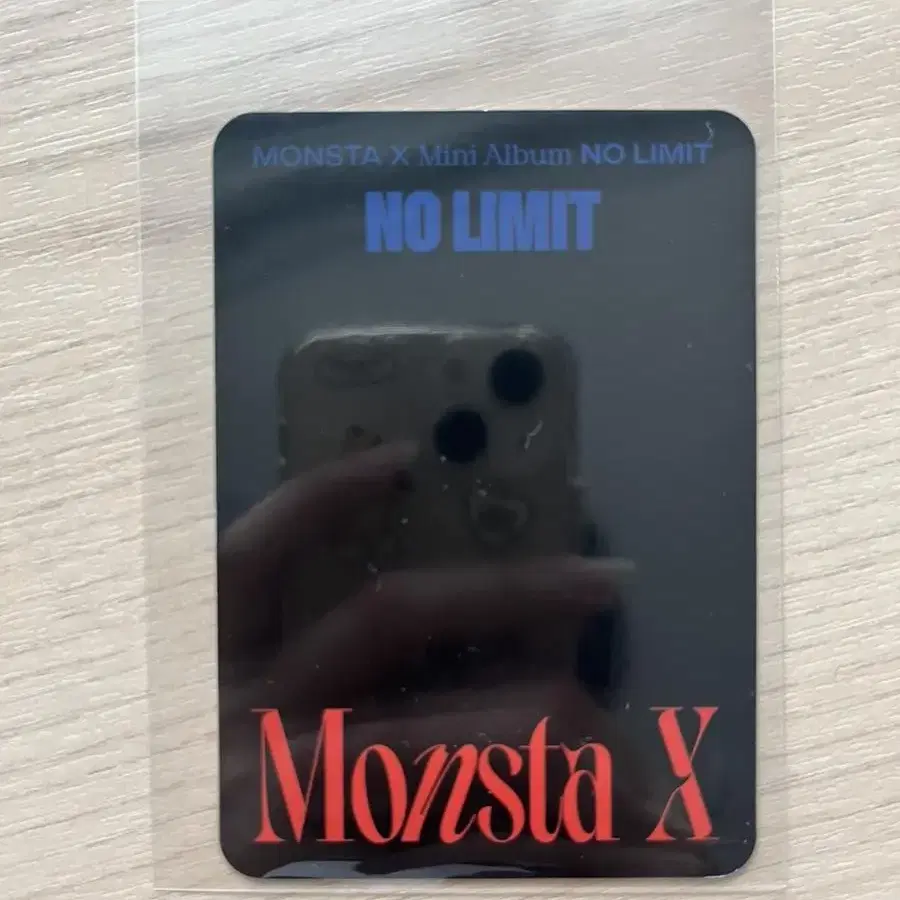 MONSTA X Mini Album NO LIMIT
NO LIMIT
Monsta X